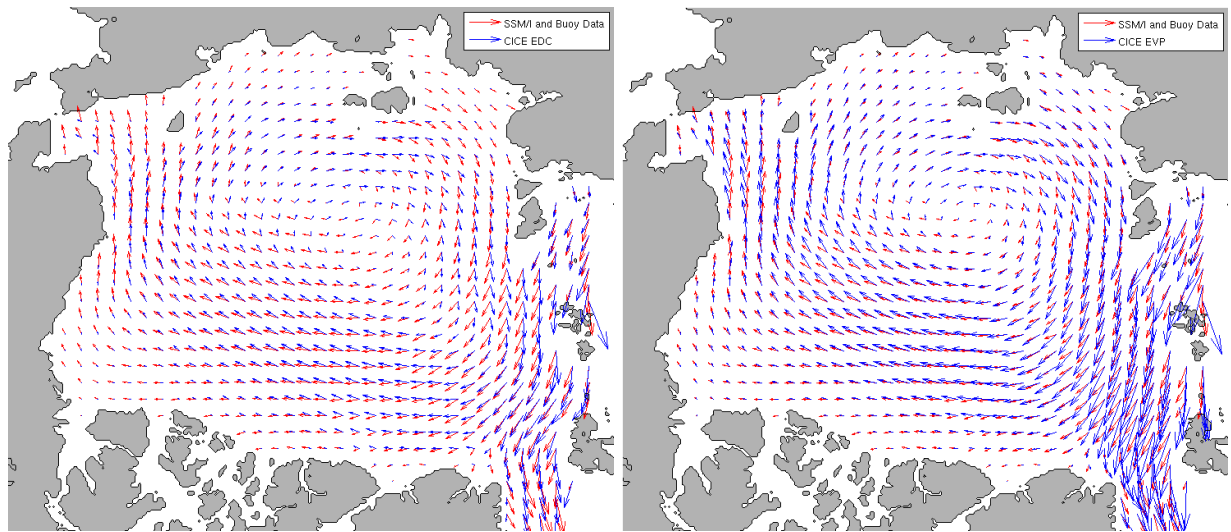 SSM/I and Buoy Data
CICE EDC
SSM/I and Buoy Data
CICE EVP